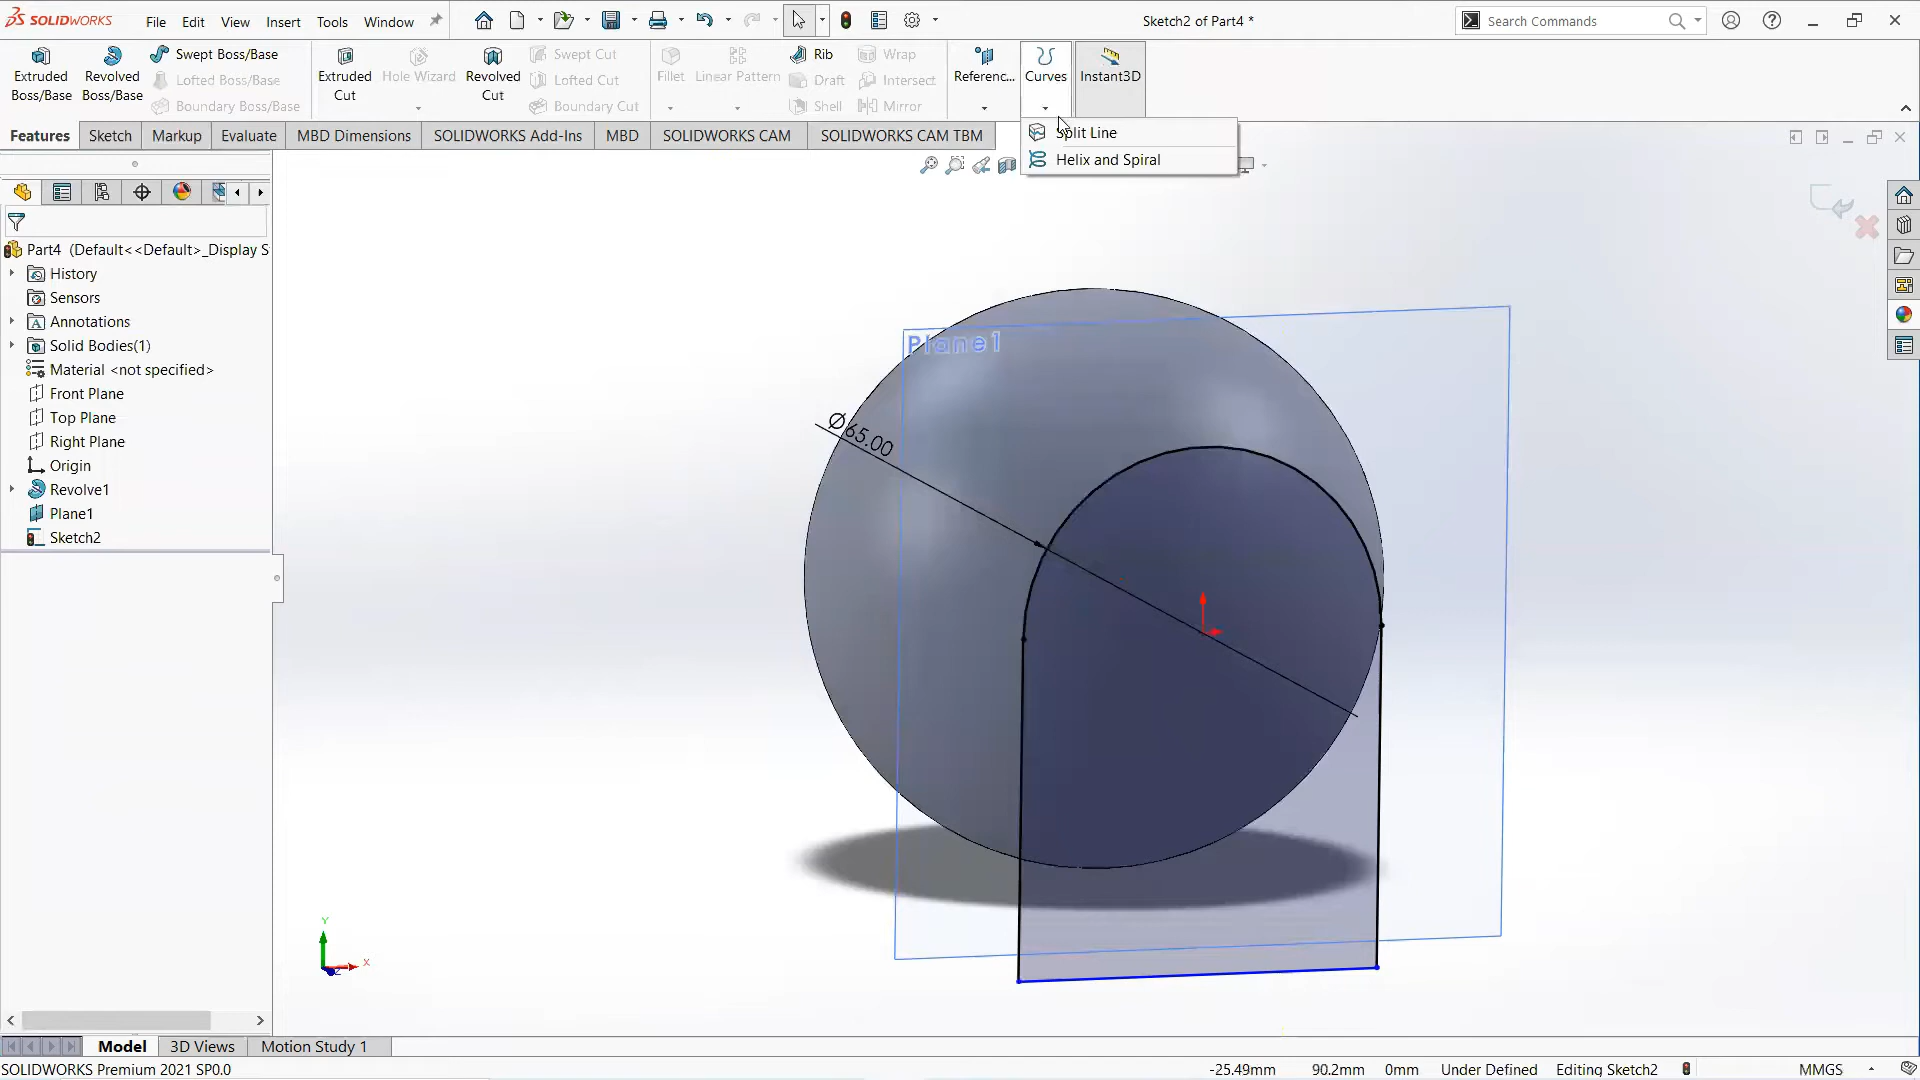 SOLIDWORKS
File Edit View Insert Tools Window
Sketch2 of Part4 *
Search Commands
Extruded Boss/Base
Revolved Boss/Base
Swept Boss/Base
Lofted Boss/Base
Boundary Boss/Base
Extruded Cut
Hole Wizard
Revolved Cut
Swept Cut
Lofted Cut
Boundary Cut
Fillet
Linear Pattern
Rib
Draft
Shell
Wrap
Intersect
Mirror
Referenc...
Curves
Instant3D
Features Sketch Markup Evaluate MBD Dimensions SOLIDWORKS Add-Ins MBD SOLIDWORKS CAM SOLIDWORKS CAM TBM
Split Line
Helix and Spiral
Part4 (Default<<Default>_Display S
History
Sensors
Annotations
Solid Bodies(1)
Material <not specified>
Front Plane
Top Plane
Right Plane
Origin
Revolve1
Plane1
Sketch2
Plane1
Ø65.00
Y
X
Z
Model 3D Views Motion Study 1
SOLIDWORKS Premium 2021 SP0.0
-25.49mm 90.2mm 0mm Under Defined Editing Sketch2 MMGS